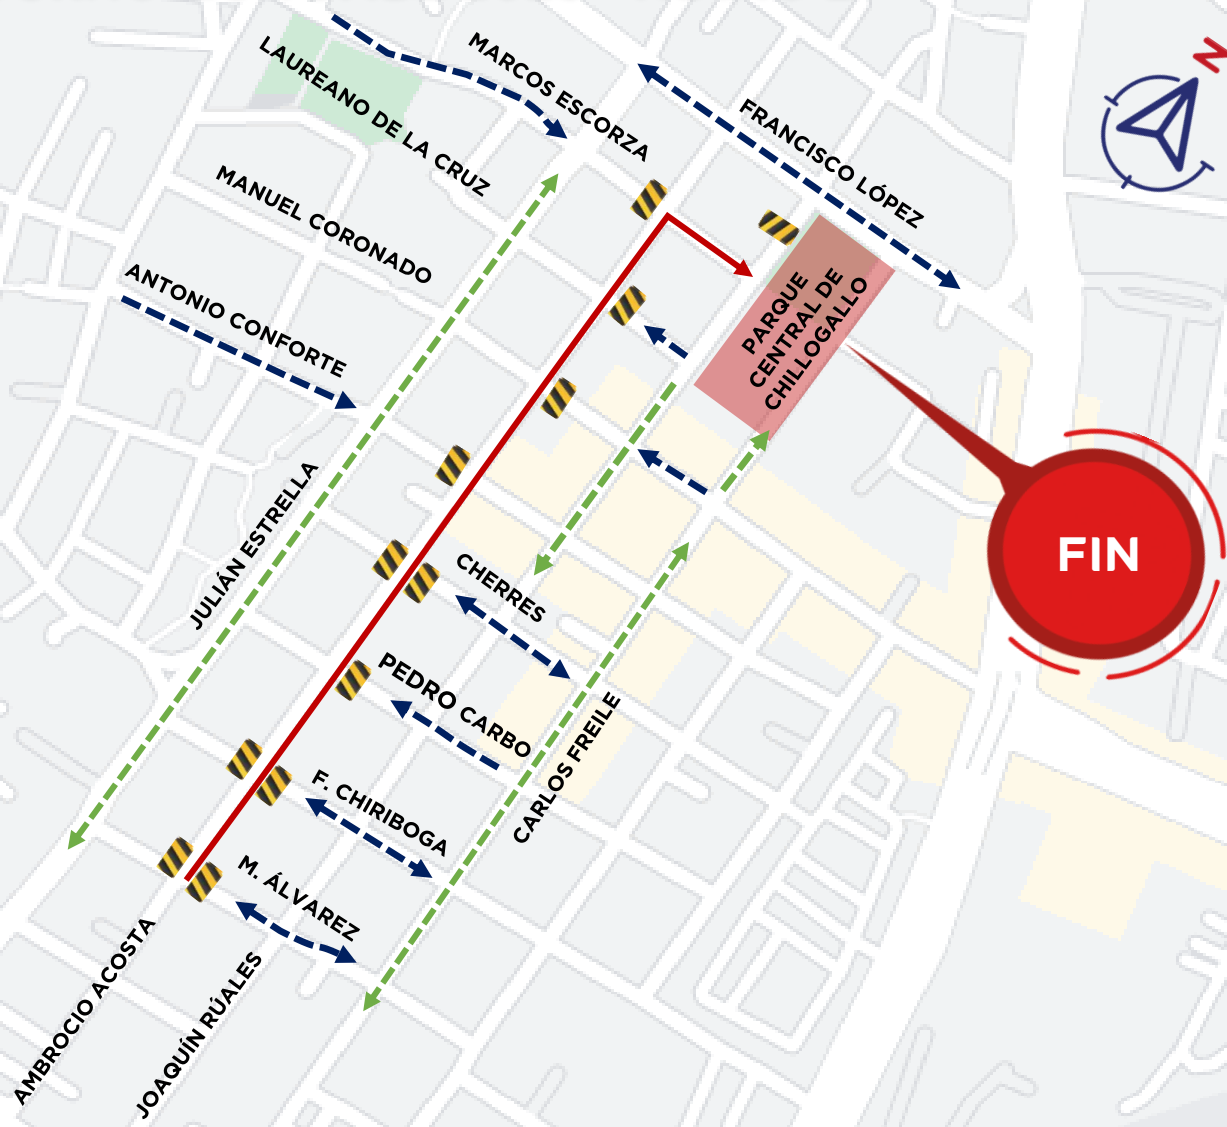 N
MARCOS ESCORZA
LAUREANO DE LA CRUZ
FRANCISCO LÓPEZ
MANUEL CORONADO
ANTONIO CONFORTE
PARQUE
CENTRAL DE
CHILLOGALLO
JULIÁN ESTRELLA
FIN
CHERRES
PEDRO CARBO
CARLOS FREILE
F. CHIRIBOGA
M. ÁLVAREZ
AMBROCIO ACOSTA
JOAQUÍN RÚALES